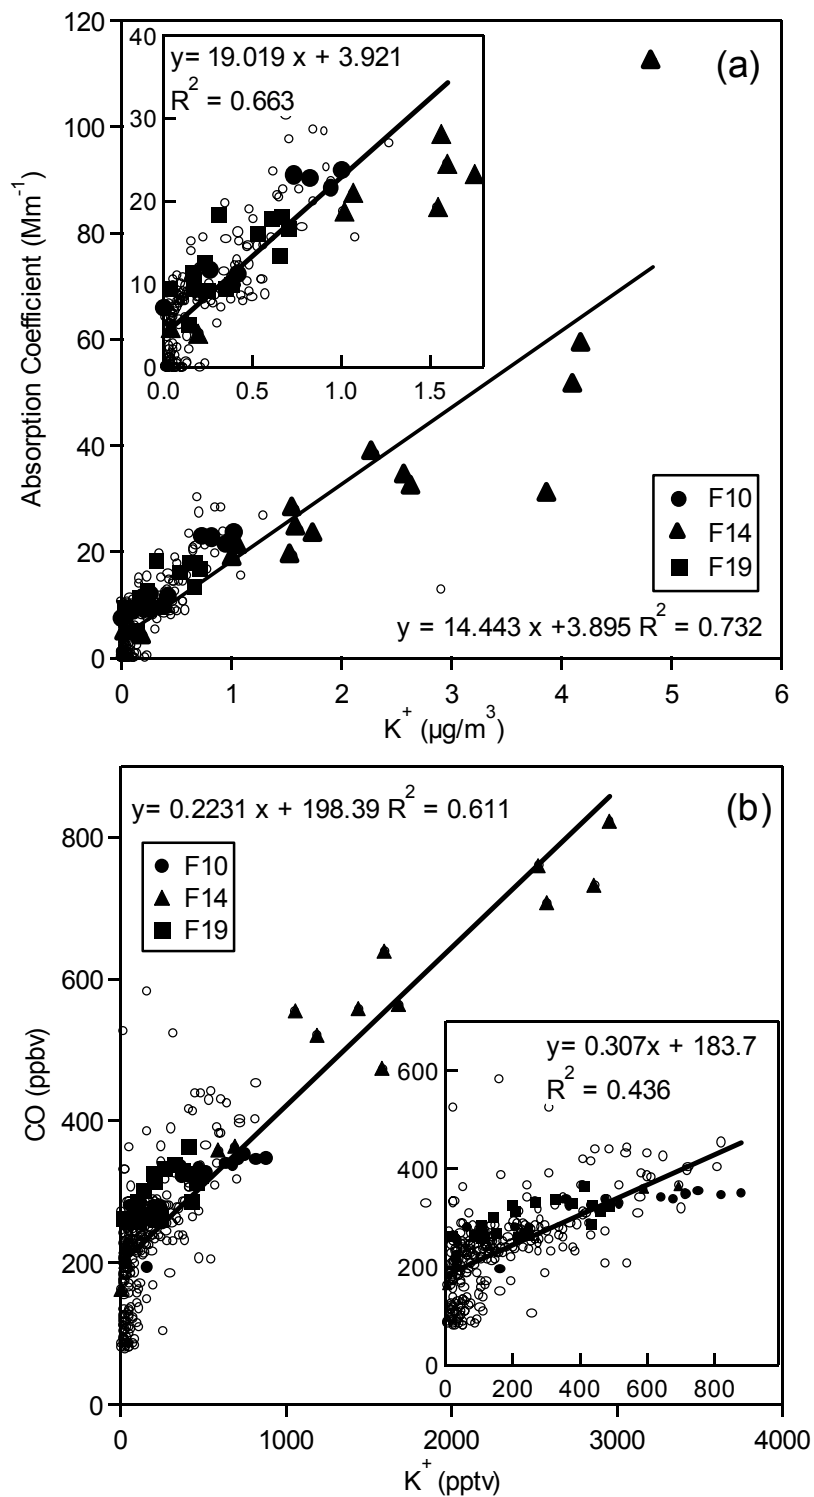 120
100
80
60
40
20
0
Absorption Coefficient (Mm⁻¹)
(a)
40
30
20
10
0
y= 19.019 x + 3.921
R² = 0.663
0.0 0.5 1.0 1.5
F10
F14
F19
y = 14.443 x +3.895 R² = 0.732
0 1 2 3 4 5 6
K⁺ (µg/m³)
(b)
y= 0.2231 x + 198.39 R² = 0.611
F10
F14
F19
800
600
400
200
0
CO (ppbv)
y= 0.307x + 183.7
R² = 0.436
600
400
200
0
0 200 400 600 800
0 1000 2000 3000 4000
K⁺ (pptv)